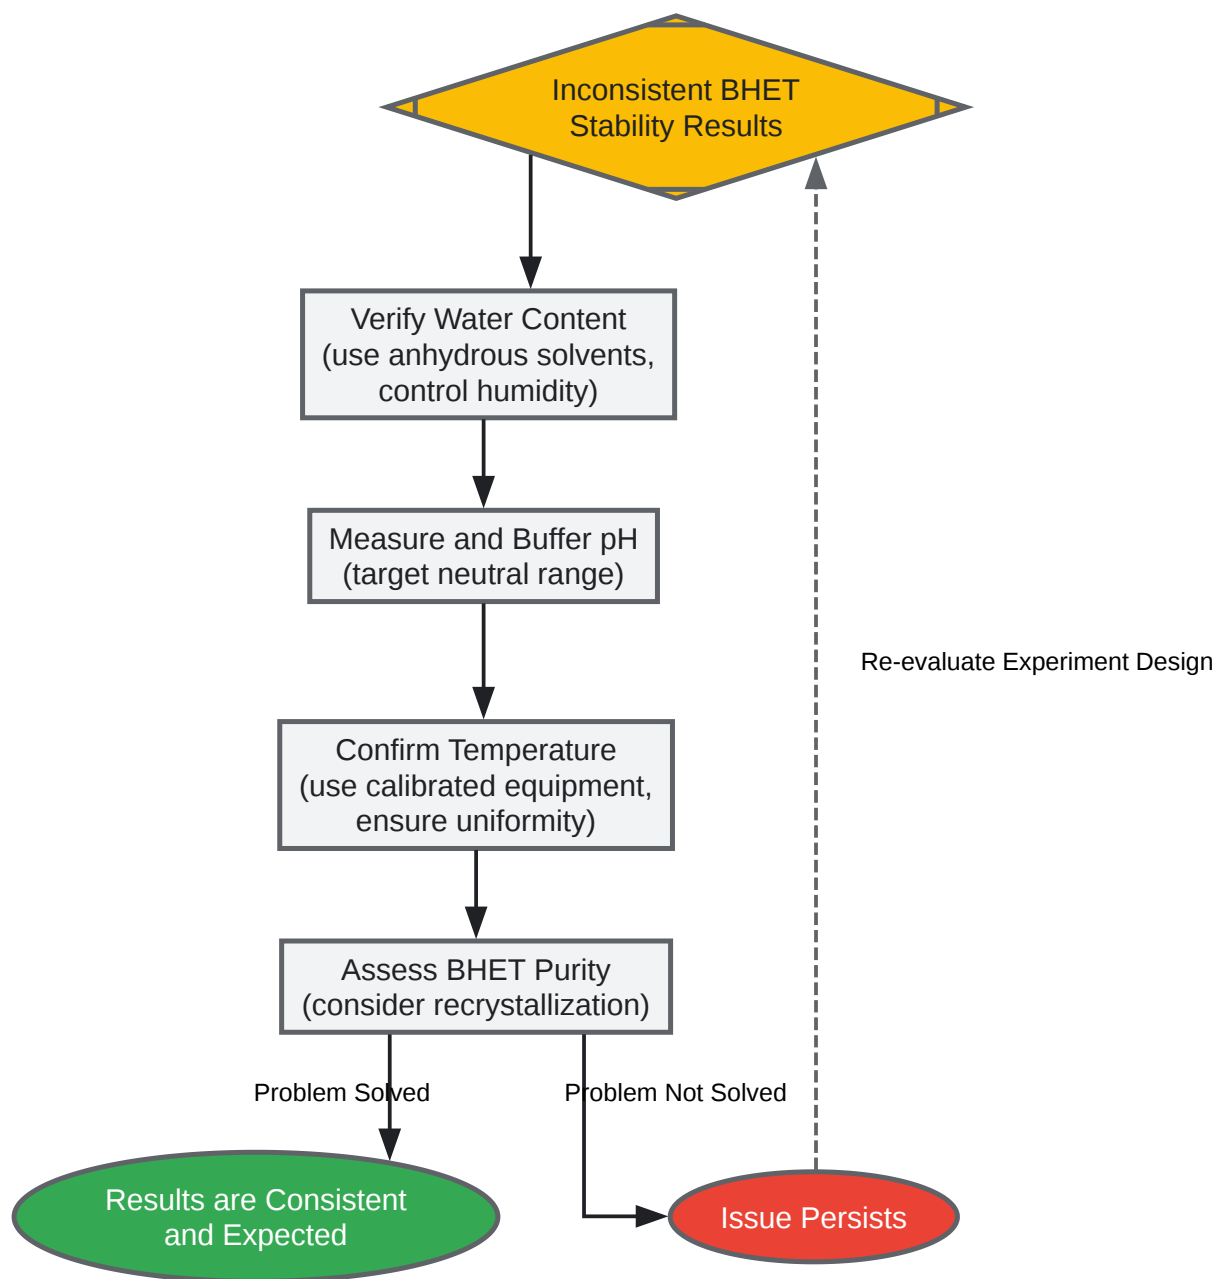 Inconsistent BHET
Stability Results
Verify Water Content
(use anhydrous solvents,
control humidity)
Measure and Buffer pH
(target neutral range)
Re-evaluate Experiment Design
Confirm Temperature
(use calibrated equipment,
ensure uniformity)
Assess BHET Purity
(consider recrystallization)
Problem Solved
Problem Not Solved
Results are Consistent
and Expected
Issue Persists